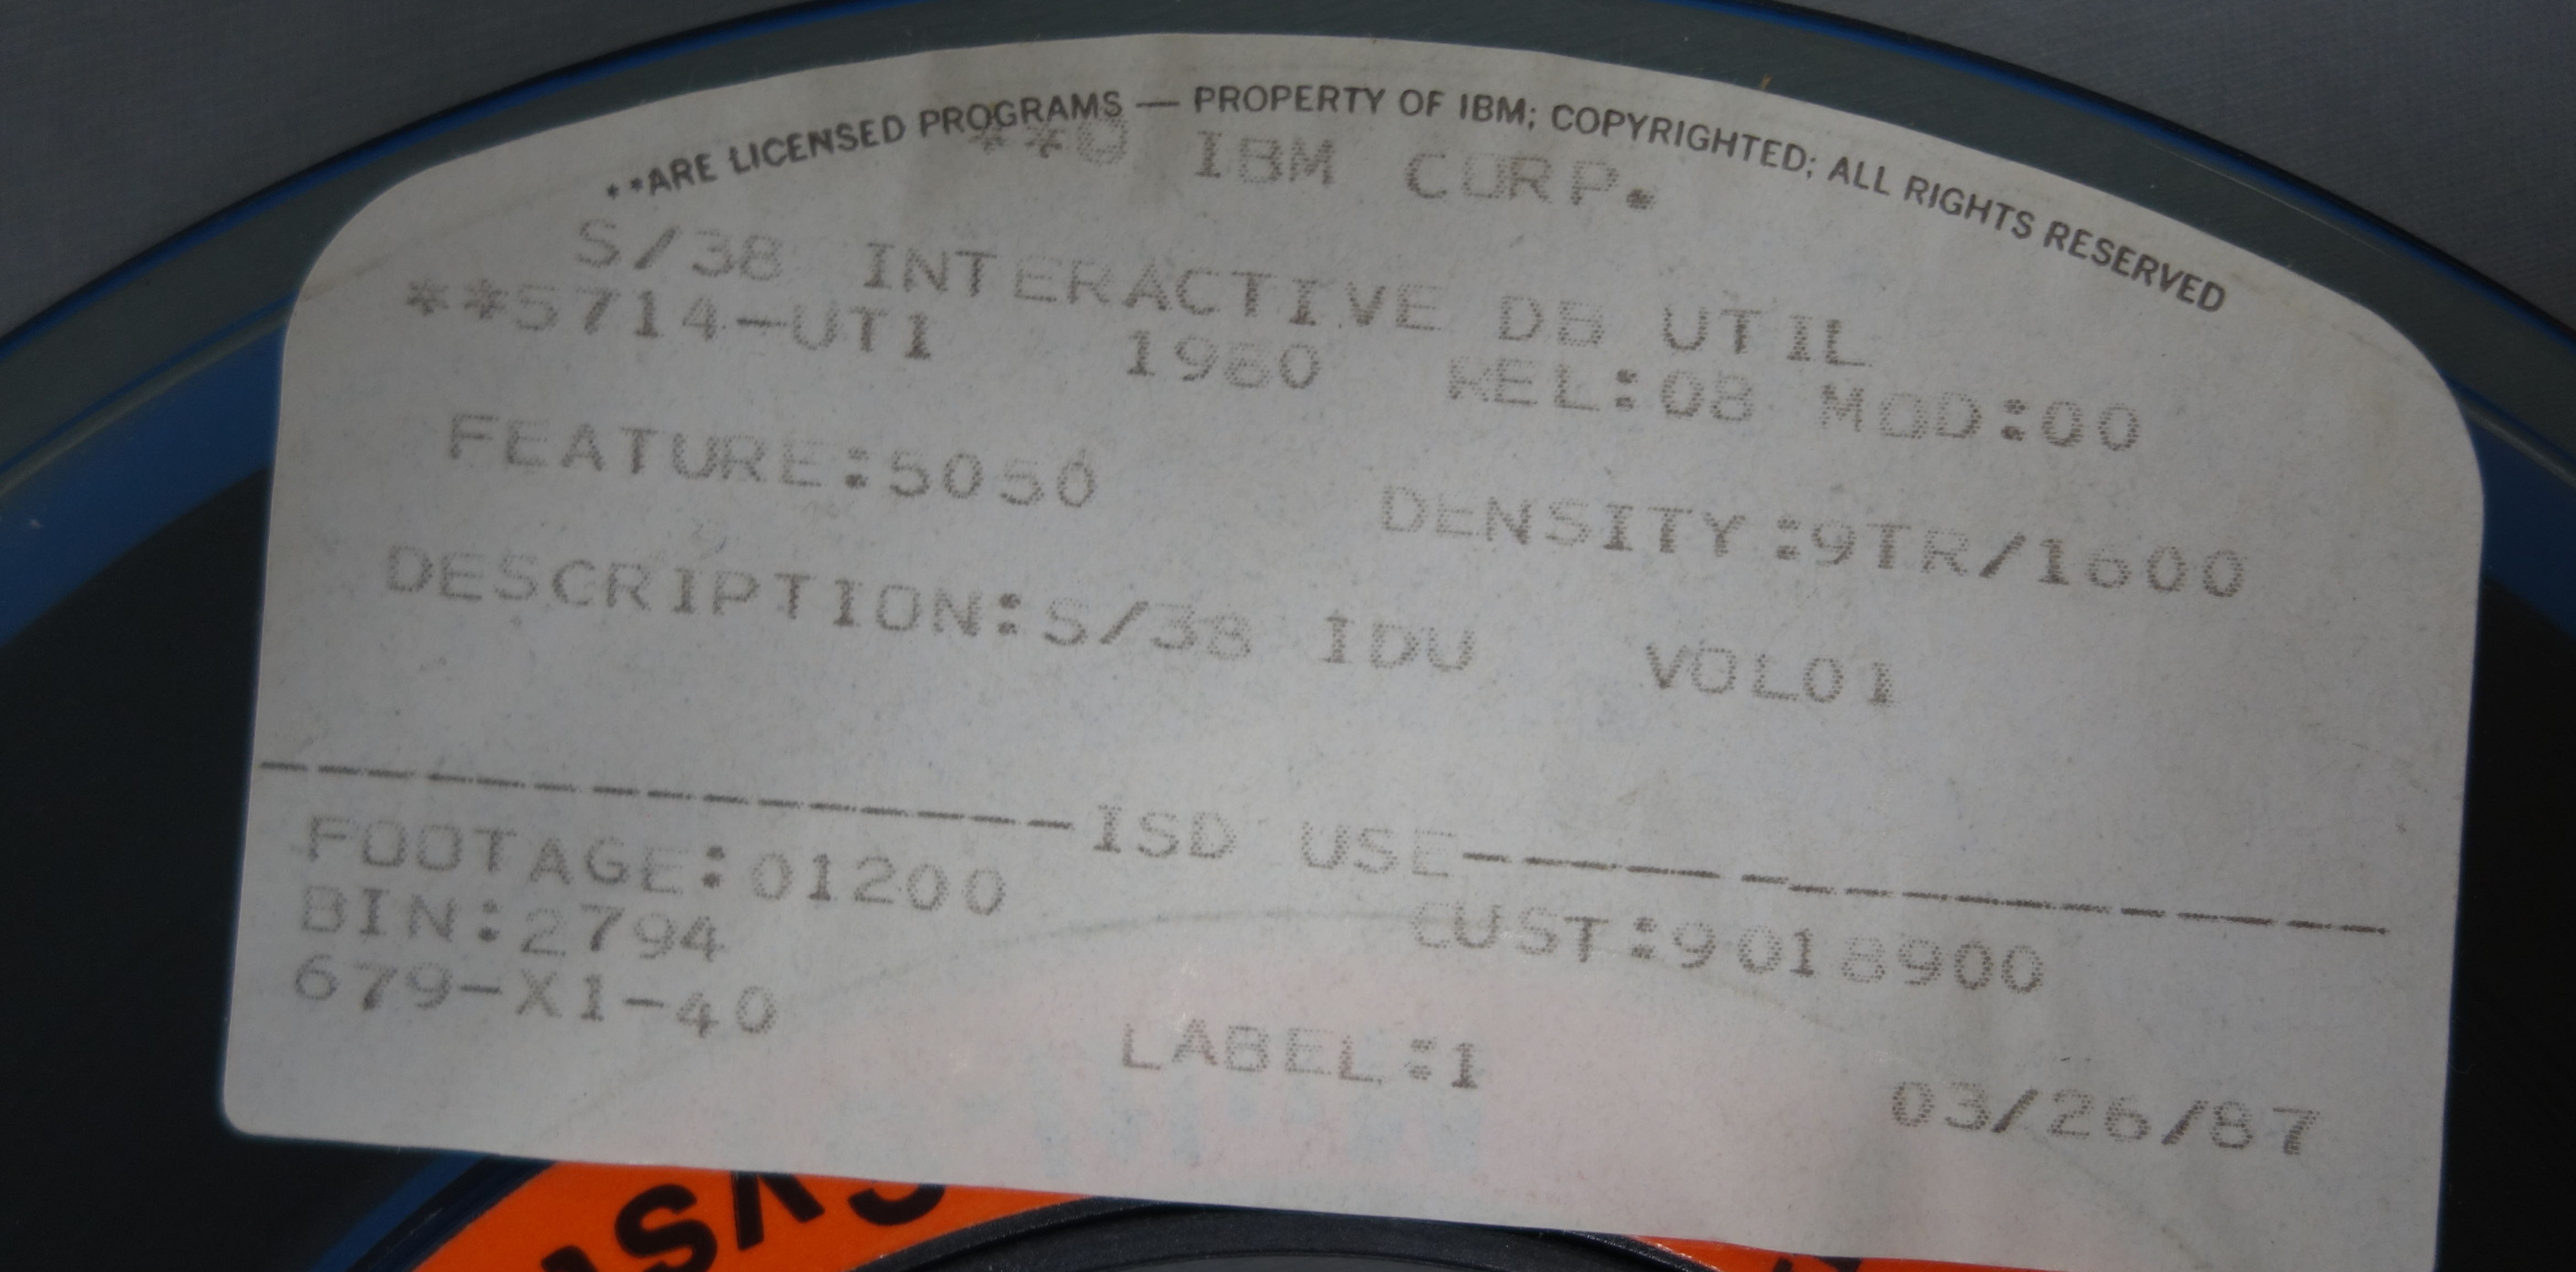 **ARE LICENSED PROGRAMS — PROPERTY OF IBM; COPYRIGHTED; ALL RIGHTS RESERVED
**© IBM CORP.
S/38 INTERACTIVE DB UTIL
**5714-UT1 1980 REL:08 MOD:00
FEATURE:5050 DENSITY:9TR/1600
DESCRIPTION:S/38 IDU VOL01
---------------ISD USE-----------------
FOOTAGE:01200
BIN:2794 CUST:9018900
679-X1-40
LABEL:1 03/26/87